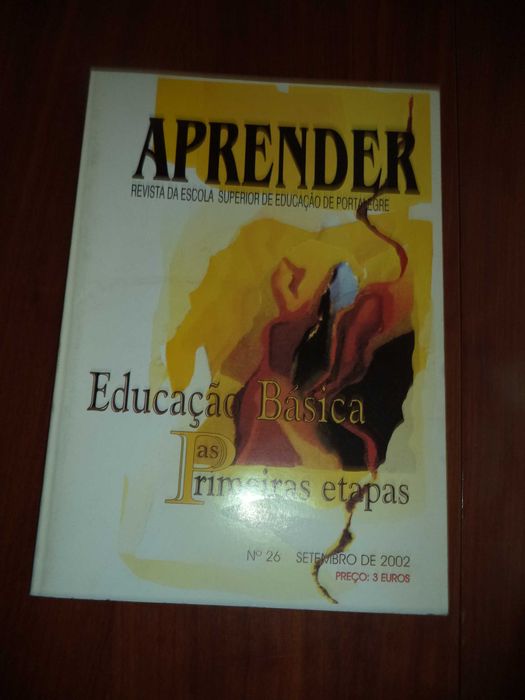 APRENDER
REVISTA DA ESCOLA SUPERIOR DE EDUCAÇÃO DE PORTALEGRE
Educação Básica
as
Primeiras etapas
Nº 26 SETEMBRO DE 2002
PREÇO: 3 EUROS